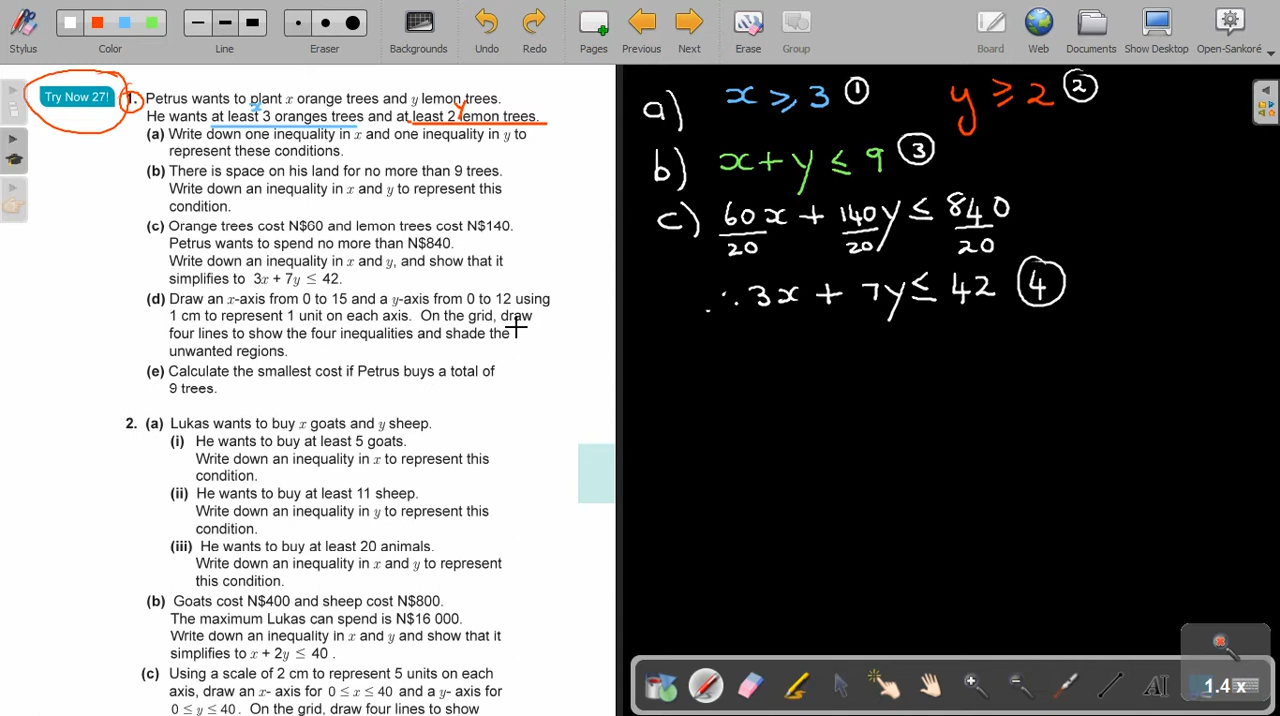 Stylus Color Line Eraser Backgrounds Undo Redo Pages Previous Next Erase Group Board Web Documents Show Desktop Open-Sankoré
Try Now 27!
1. Petrus wants to plant x orange trees and y lemon trees.
x y
He wants at least 3 oranges trees and at least 2 lemon trees.
(a) Write down one inequality in x and one inequality in y to
represent these conditions.
(b) There is space on his land for no more than 9 trees.
Write down an inequality in x and y to represent this
condition.
(c) Orange trees cost N$60 and lemon trees cost N$140.
Petrus wants to spend no more than N$840.
Write down an inequality in x and y, and show that it
simplifies to 3x + 7y ≤ 42.
(d) Draw an x-axis from 0 to 15 and a y-axis from 0 to 12 using
1 cm to represent 1 unit on each axis. On the grid, draw
four lines to show the four inequalities and shade the
unwanted regions.
(e) Calculate the smallest cost if Petrus buys a total of
9 trees.
2. (a) Lukas wants to buy x goats and y sheep.
(i) He wants to buy at least 5 goats.
Write down an inequality in x to represent this
condition.
(ii) He wants to buy at least 11 sheep.
Write down an inequality in y to represent this
condition.
(iii) He wants to buy at least 20 animals.
Write down an inequality in x and y to represent
this condition.
(b) Goats cost N$400 and sheep cost N$800.
The maximum Lukas can spend is N$16 000.
Write down an inequality in x and y and show that it
simplifies to x + 2y ≤ 40 .
(c) Using a scale of 2 cm to represent 5 units on each
axis, draw an x- axis for 0 ≤ x ≤ 40 and a y- axis for
0 ≤ y ≤ 40. On the grid, draw four lines to show
a) x ≥ 3 ① y ≥ 2 ②
b) x + y ≤ 9 ③
c) 60x + 140y ≤ 840
20 20 20
∴ 3x + 7y ≤ 42 ④
1.4 x